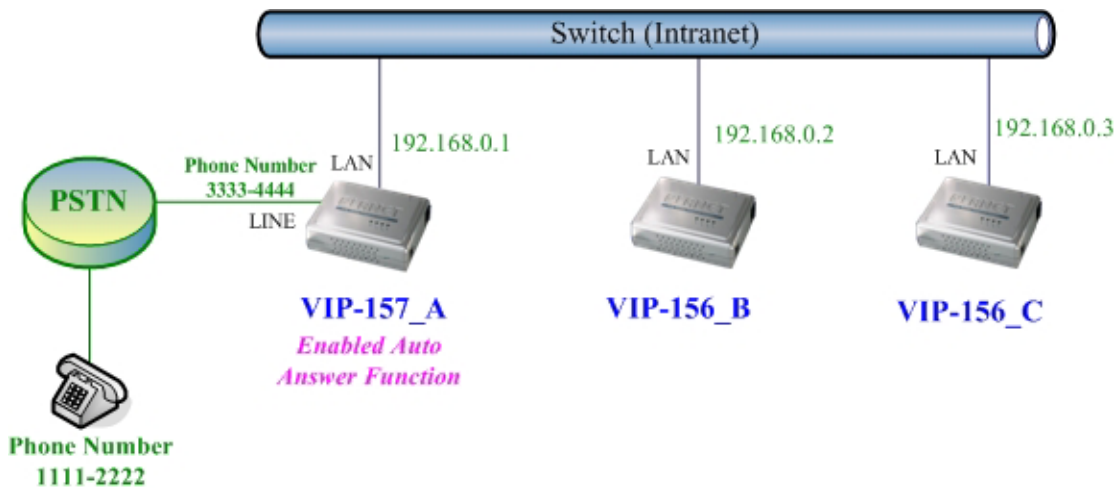 Switch (Intranet)
192.168.0.1
192.168.0.2
192.168.0.3
LAN
LAN
LAN
Phone Number
3333-4444
LINE
PSTN
VIP-157_A
Enabled Auto
Answer Function
VIP-156_B
VIP-156_C
Phone Number
1111-2222